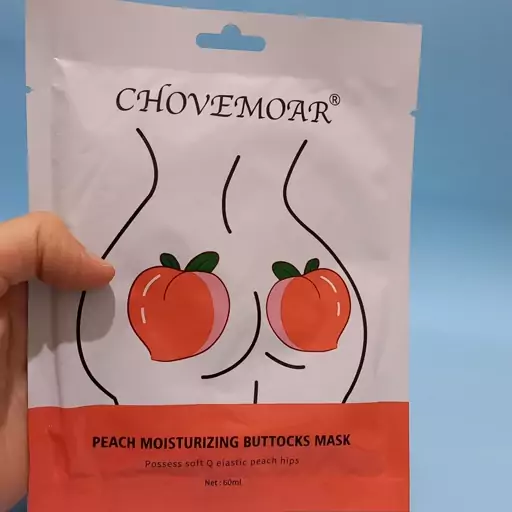 CHOVEMOAR®
PEACH MOISTURIZING BUTTOCKS MASK
Possess soft Q elastic peach hips
Net: 60ml